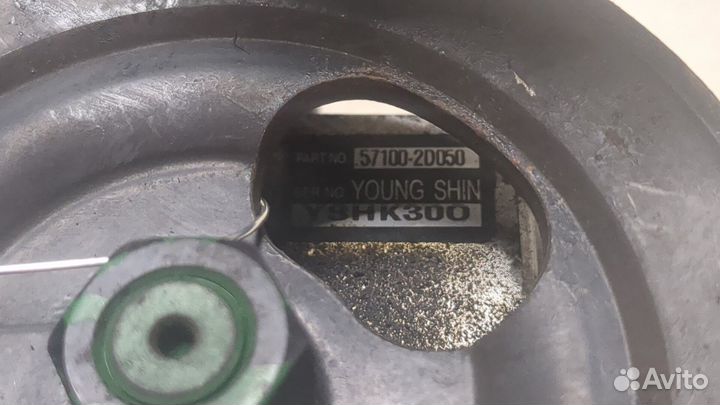 PART NO 57100-2D050
SER NO YOUNG SHIN
YSHK300
Avito